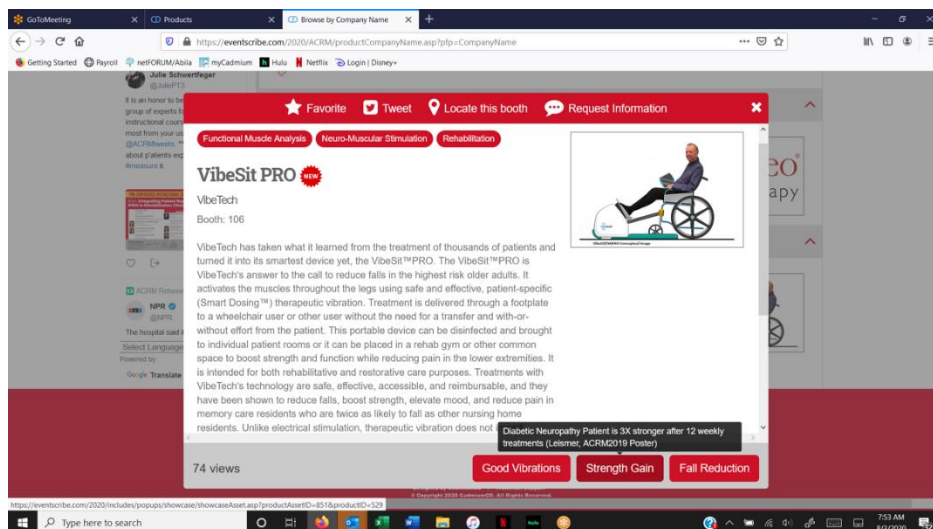 GoToMeeting
Products
Browse by Company Name
https://eventscribe.com/2020/ACRM/productCompanyName.asp?pfp=CompanyName
Getting Started
Payroll
netFORUM/Abila
myCadmium
Hulu
Netflix
Login | Disney+
Julie Schwertfeger
@JuliePT3
It is an honor to be
group of experts fo
instructional cours
most from your us
about patients exp
#measure it.
Favorite
Tweet
Locate this booth
Request Information
Functional Muscle Analysis
Neuro-Muscular Stimulation
Rehabilitation
VibeSit PRO
NEW
VibeTech
Booth: 106
VibeTech has taken what it learned from the treatment of thousands of patients and
turned it into its smartest device yet, the VibeSit™PRO. The VibeSit™PRO is
VibeTech's answer to the call to reduce falls in the highest risk older adults. It
activates the muscles throughout the legs using safe and effective, patient-specific
(Smart Dosing™) therapeutic vibration. Treatment is delivered through a footplate
to a wheelchair user or other user without the need for a transfer and with-or-
without effort from the patient. This portable device can be disinfected and brought
to individual patient rooms or it can be placed in a rehab gym or other common
space to boost strength and function while reducing pain in the lower extremities. It
is intended for both rehabilitative and restorative care purposes. Treatments with
VibeTech's technology are safe, effective, accessible, and reimbursable, and they
have been shown to reduce falls, boost strength, elevate mood, and reduce pain in
memory care residents who are twice as likely to fall as other nursing home
residents. Unlike electrical stimulation, therapeutic vibration does not
Diabetic Neuropathy Patient is 3X stronger after 12 weekly
treatments (Leismer, ACRM2019 Poster)
74 views
Good Vibrations
Strength Gain
Fall Reduction
NPR
@NPR
The hospital said
Select Language
Powered by
Google Translate
apy
© Copyright 2020 CadmiumCD. All Rights Reserved.
https://eventscribe.com/2020/includes/popups/showcase/showcaseAsset.asp?productAssetID=851&productID=529
Type here to search
7:53 AM
8/2/2020